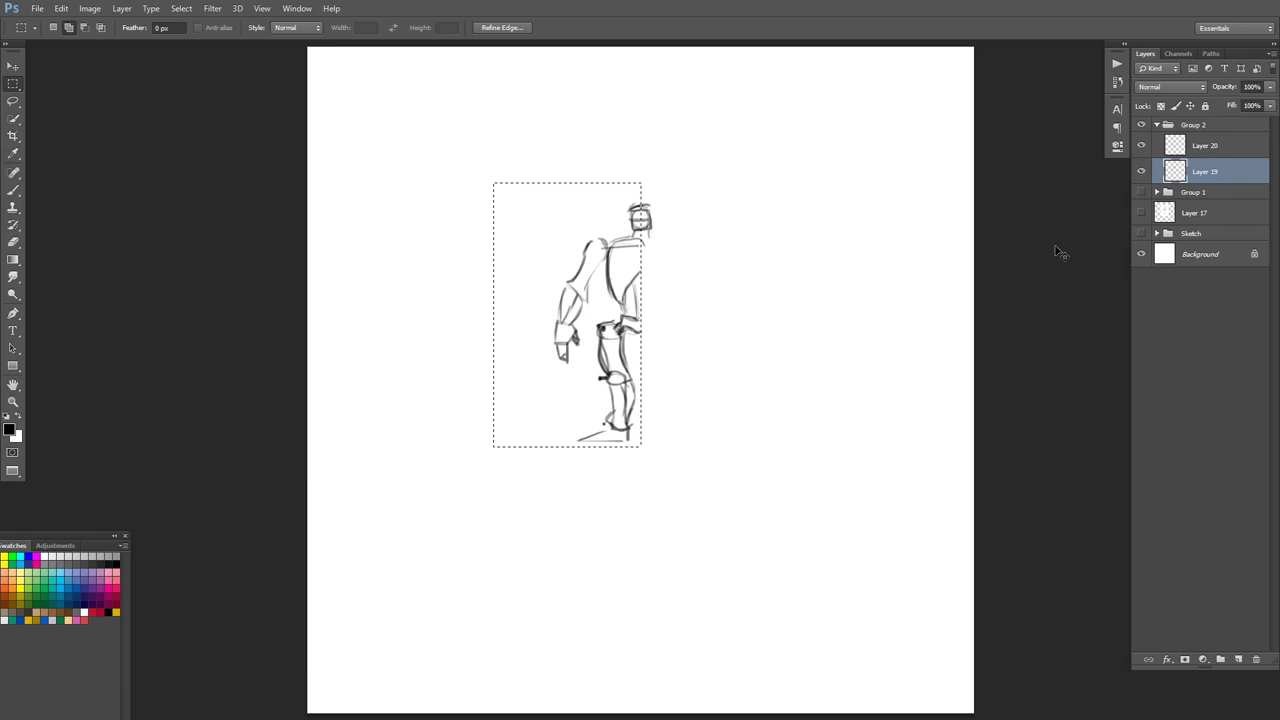 Ps File Edit Image Layer Type Select Filter 3D View Window Help
Feather: 0 px Anti-alias Style: Normal Width: Height: Refine Edge... Essentials
Layers Channels Paths
Kind
Normal Opacity: 100%
Lock: Fill: 100%
Group 2
Layer 20
Layer 19
Group 1
Layer 17
Sketch
Background
Swatches Adjustments